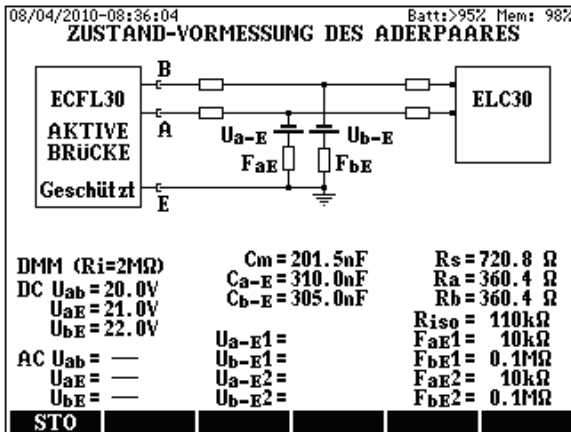 08/04/2010-08:36:04 Batt:>95% Mem: 98%
ZUSTAND-VORMESSUNG DES ADERPAARES
B
ECFL30
ELC30
A
AKTIVE
BRÜCKE
Ua-E
Ub-E
FaE
FbE
Geschützt
E
DMM (Ri=2MΩ)
DC Uab = 20.0V
UaE = 21.0V
UbE = 22.0V
AC Uab = —
UaE = —
UbE = —
Cm = 201.5nF
Ca-E = 310.0nF
Cb-E = 305.0nF
Ua-E1 =
Ub-E1 =
Ua-E2 =
Ub-E2 =
Rs = 720.8 Ω
Ra = 360.4 Ω
Rb = 360.4 Ω
Riso = 110kΩ
FaE1 = 10kΩ
FbE1 = 0.1MΩ
FaE2 = 10kΩ
FbE2 = 0.1MΩ
STO